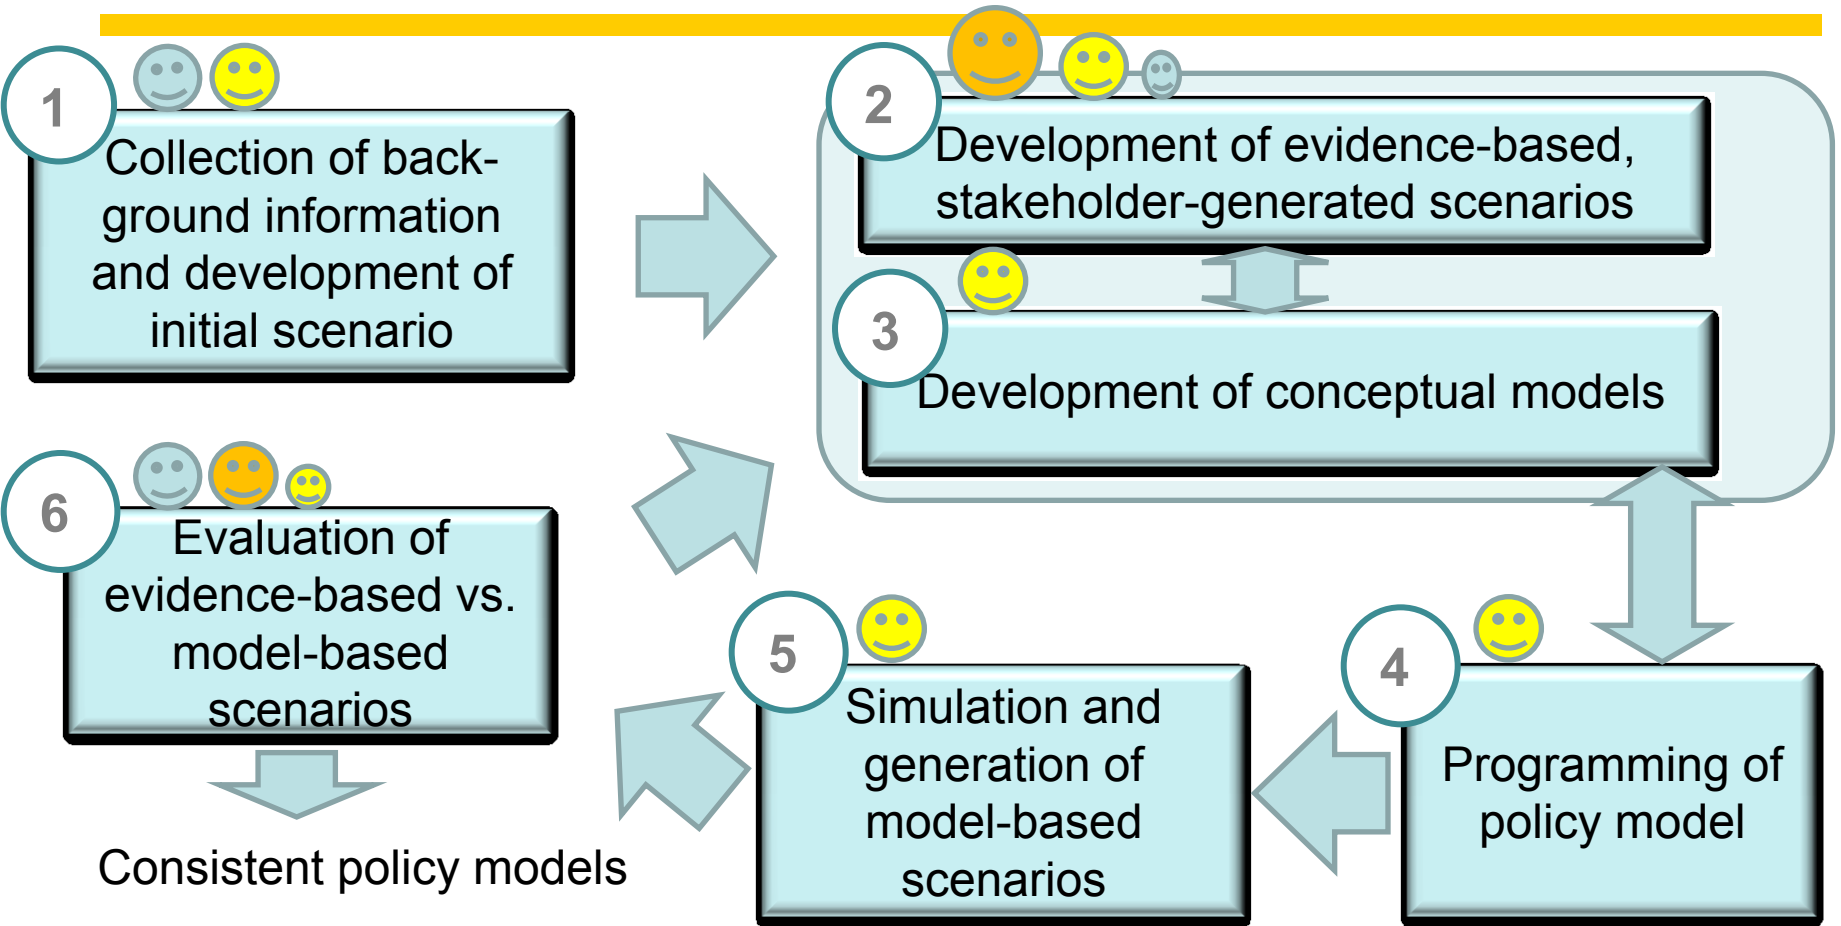 1
Collection of back-
ground information
and development of
initial scenario
2
Development of evidence-based,
stakeholder-generated scenarios
3
Development of conceptual models
6
Evaluation of
evidence-based vs.
model-based
scenarios
5
Simulation and
generation of
model-based
scenarios
4
Programming of
policy model
Consistent policy models